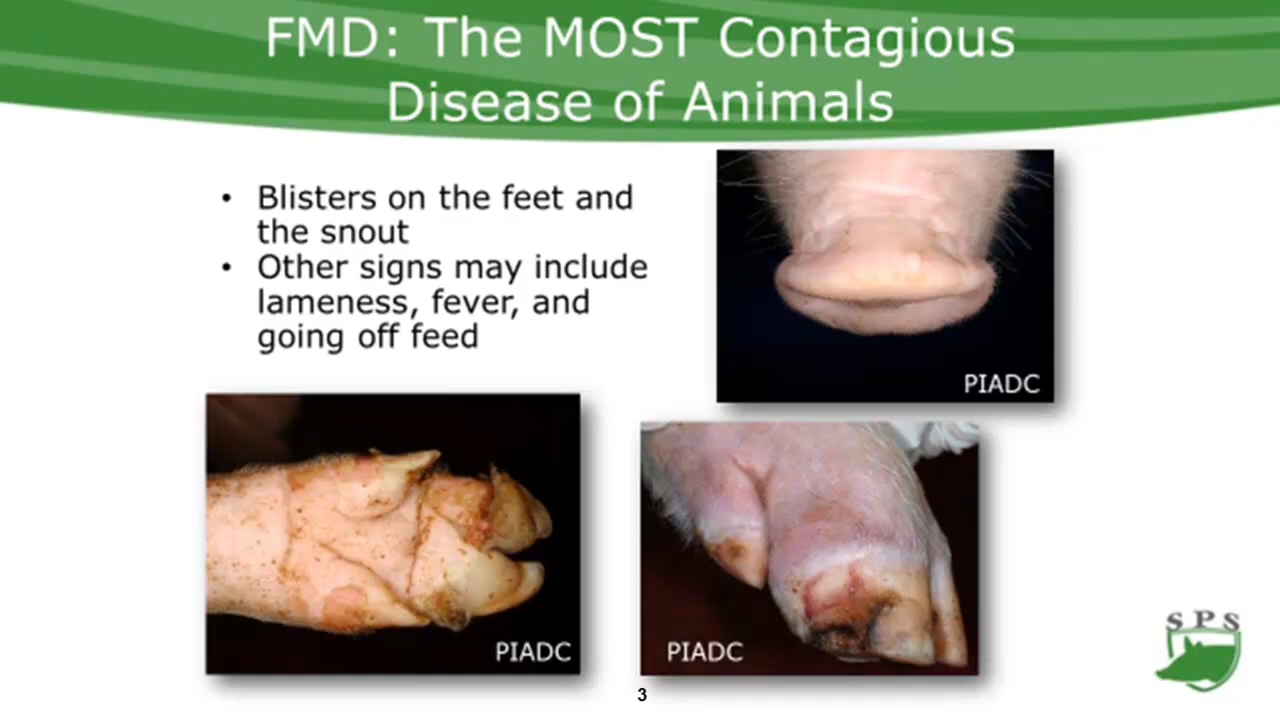 FMD: The MOST Contagious
Disease of Animals
• Blisters on the feet and
the snout
• Other signs may include
lameness, fever, and
going off feed
PIADC
PIADC
PIADC
SPS
3